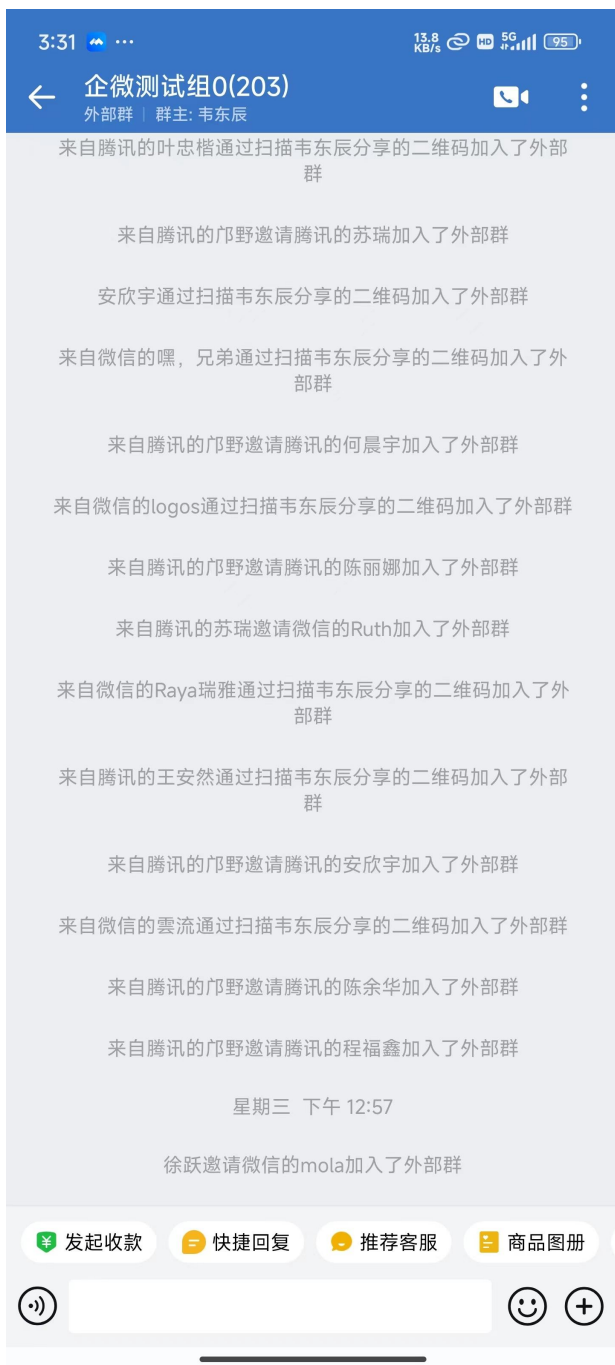 3:31 ...
13.8 KB/s HD 5G 95
企微测试组0(203)
外部群 | 群主: 韦东辰
来自腾讯的叶忠楷通过扫描韦东辰分享的二维码加入了外部
群
来自腾讯的邝野邀请腾讯的苏瑞加入了外部群
安欣宇通过扫描韦东辰分享的二维码加入了外部群
来自微信的嘿，兄弟通过扫描韦东辰分享的二维码加入了外
部群
来自腾讯的邝野邀请腾讯的何晨宇加入了外部群
来自微信的logos通过扫描韦东辰分享的二维码加入了外部群
来自腾讯的邝野邀请腾讯的陈丽娜加入了外部群
来自腾讯的苏瑞邀请微信的Ruth加入了外部群
来自微信的Raya瑞雅通过扫描韦东辰分享的二维码加入了外
部群
来自腾讯的王安然通过扫描韦东辰分享的二维码加入了外部
群
来自腾讯的邝野邀请腾讯的安欣宇加入了外部群
来自微信的雲流通过扫描韦东辰分享的二维码加入了外部群
来自腾讯的邝野邀请腾讯的陈余华加入了外部群
来自腾讯的邝野邀请腾讯的程福鑫加入了外部群
星期三 下午 12:57
徐跃邀请微信的mola加入了外部群
发起收款 快捷回复 推荐客服 商品图册